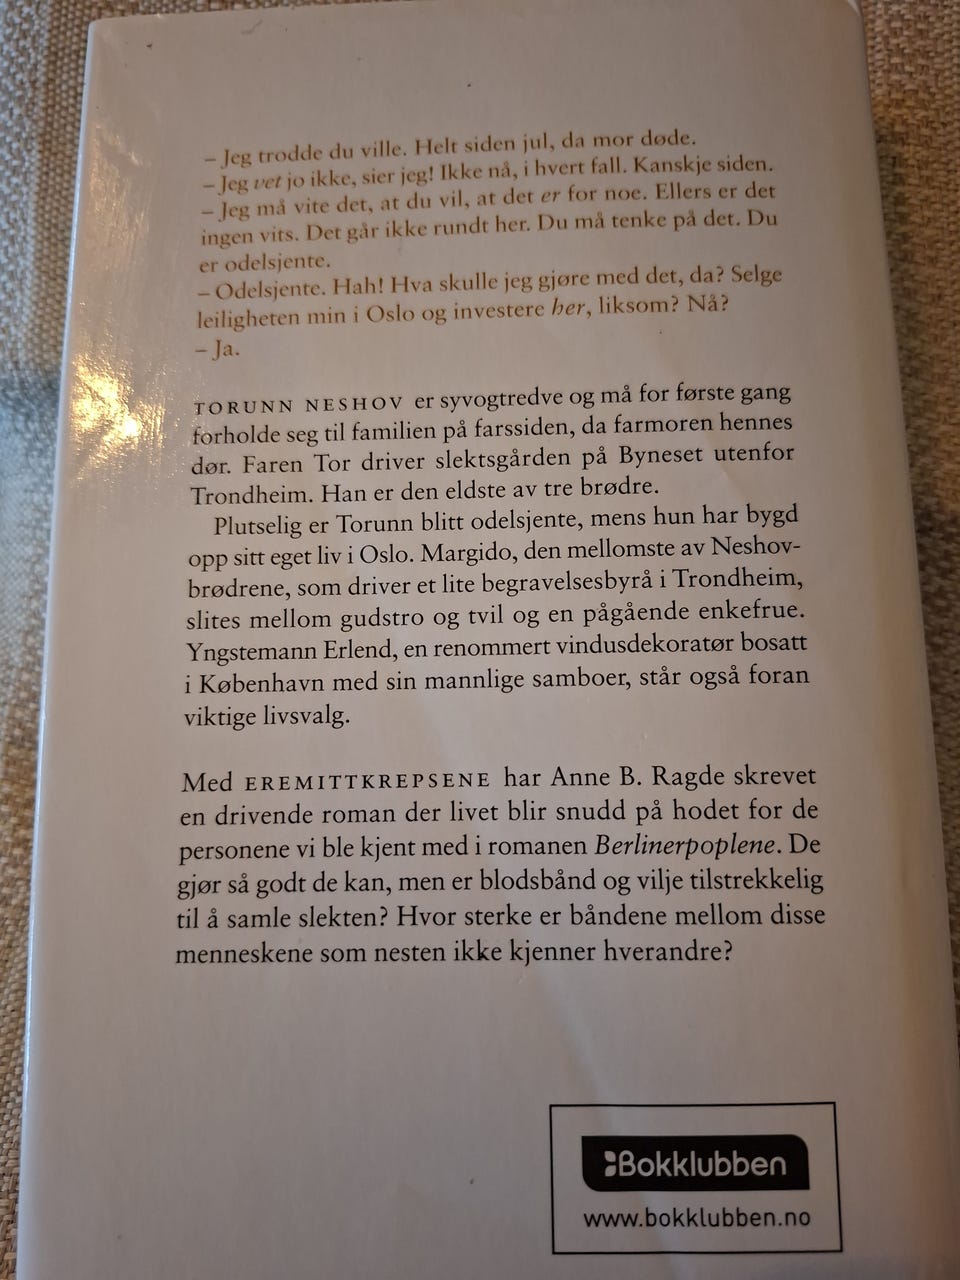 – Jeg trodde du ville. Helt siden jul, da mor døde.
– Jeg vet jo ikke, sier jeg! Ikke nå, i hvert fall. Kanskje siden.
– Jeg må vite det, at du vil, at det er for noe. Ellers er det
ingen vits. Det går ikke rundt her. Du må tenke på det. Du
er odelsjente.
– Odelsjente. Hah! Hva skulle jeg gjøre med det, da? Selge
leiligheten min i Oslo og investere her, liksom? Nå?
– Ja.
TORUNN NESHOV er syvogtredve og må for første gang
forholde seg til familien på farssiden, da farmoren hennes
dør. Faren Tor driver slektsgården på Byneset utenfor
Trondheim. Han er den eldste av tre brødre.
Plutselig er Torunn blitt odelsjente, mens hun har bygd
opp sitt eget liv i Oslo. Margido, den mellomste av Neshov-
brødrene, som driver et lite begravelsesbyrå i Trondheim,
slites mellom gudstro og tvil og en pågående enkefrue.
Yngstemann Erlend, en renommert vindusdekoratør bosatt
i København med sin mannlige samboer, står også foran
viktige livsvalg.
Med EREMITTKREPSENE har Anne B. Ragde skrevet
en drivende roman der livet blir snudd på hodet for de
personene vi ble kjent med i romanen Berlinerpoplene. De
gjør så godt de kan, men er blodsbånd og vilje tilstrekkelig
til å samle slekten? Hvor sterke er båndene mellom disse
menneskene som nesten ikke kjenner hverandre?
Bokklubben
www.bokklubben.no